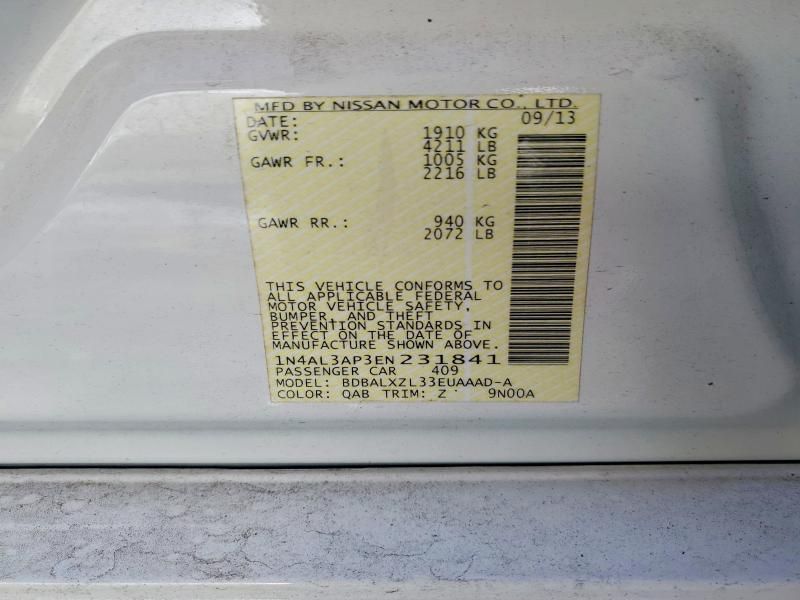 MFD BY NISSAN MOTOR CO., LTD.
DATE: 09/13
GVWR: 1910 KG
4211 LB
GAWR FR.: 1005 KG
2216 LB
GAWR RR.: 940 KG
2072 LB
THIS VEHICLE CONFORMS TO
ALL APPLICABLE FEDERAL
MOTOR VEHICLE SAFETY,
BUMPER, AND THEFT
PREVENTION STANDARDS IN
EFFECT ON THE DATE OF
MANUFACTURE SHOWN ABOVE.
1N4AL3AP3EN231841
PASSENGER CAR 409
MODEL: BDBALXZL33EUAAAD-A
COLOR: QAB TRIM: Z 9N00A